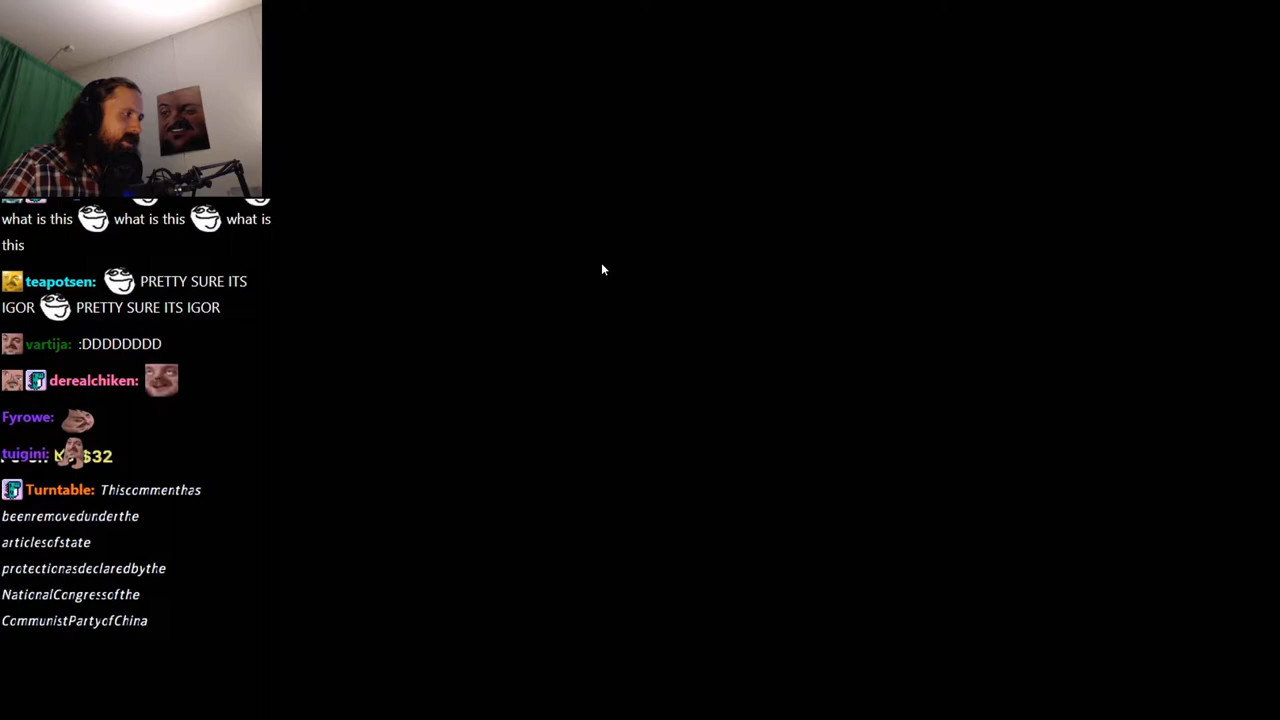 what is this what is this what is
this
teapotsen: PRETTY SURE ITS
IGOR PRETTY SURE ITS IGOR
vartija: :DDDDDDDD
derealchiken:
Fyrowe:
tuigini:
$32
Turntable: Thiscommenthas
beenremovedunderthe
articlesofstate
protectionasdeclaredbythe
NationalCongressofthe
CommunistPartyofChina